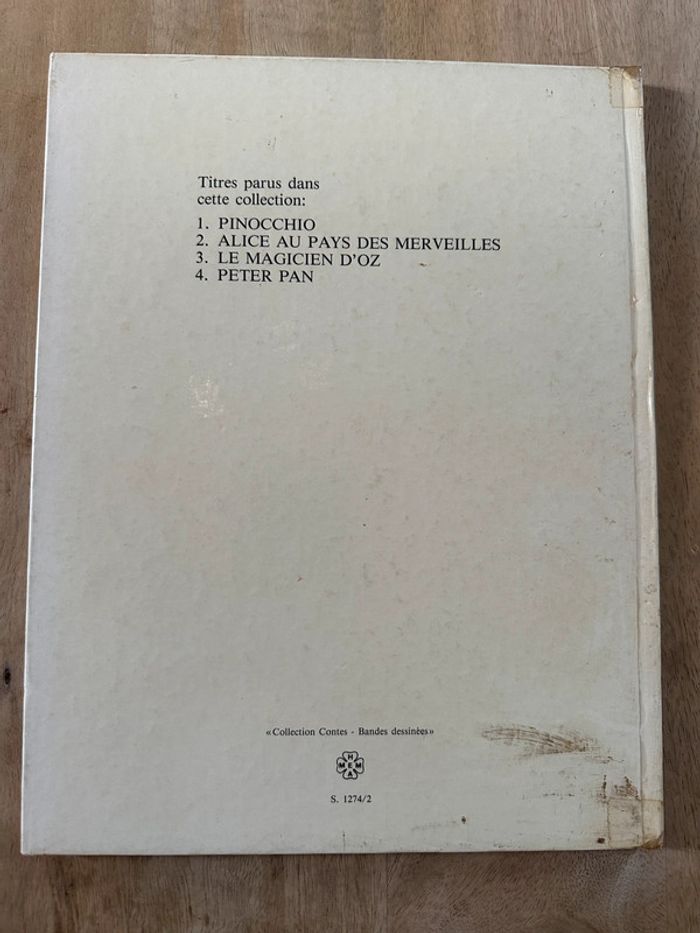 Titres parus dans
cette collection:
1. PINOCCHIO
2. ALICE AU PAYS DES MERVEILLES
3. LE MAGICIEN D'OZ
4. PETER PAN
«Collection Contes - Bandes dessinées»
HEMMA
S. 1274/2